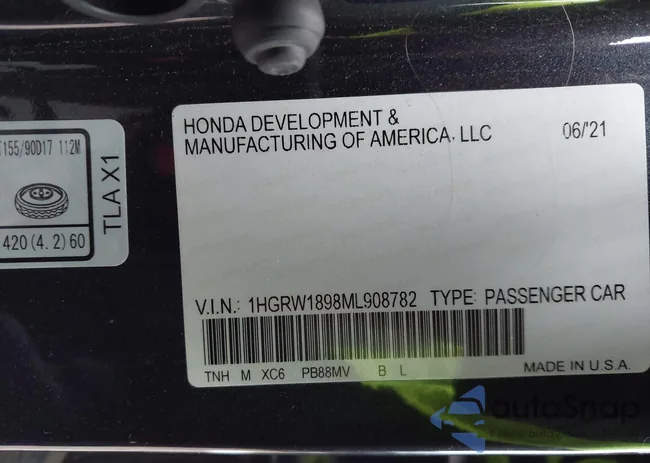 HONDA DEVELOPMENT &
MANUFACTURING OF AMERICA, LLC
06/'21
T155/90D17 112M
420(4.2)60
TLA X1
V.I.N.: 1HGRW1898ML908782 TYPE: PASSENGER CAR
TNH M XC6 PB88MV B L
MADE IN U.S.A.
autoSnap